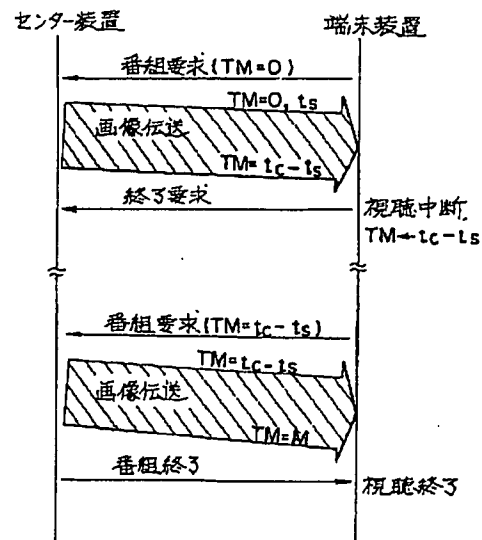 センター装置
端末装置
番組要求(TM=0)
TM=0, ts
画像伝送
TM=tc-ts
終了要求
視聴中断
TM←tc-ts
番組要求(TM=tc-ts)
TM=tc-ts
画像伝送
TM=M
番組終了
視聴終了